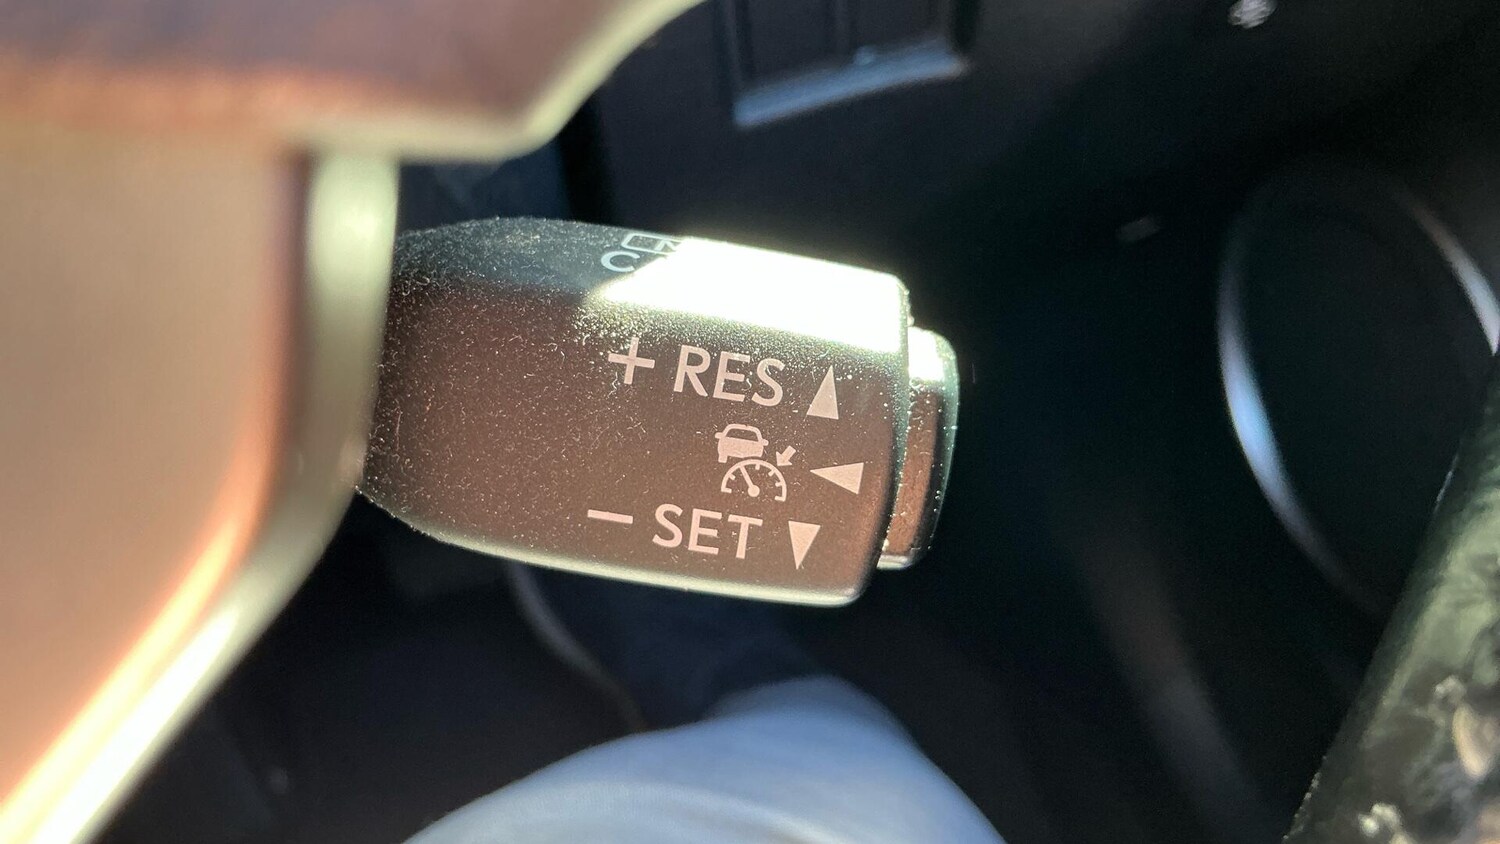 + RES
- SET